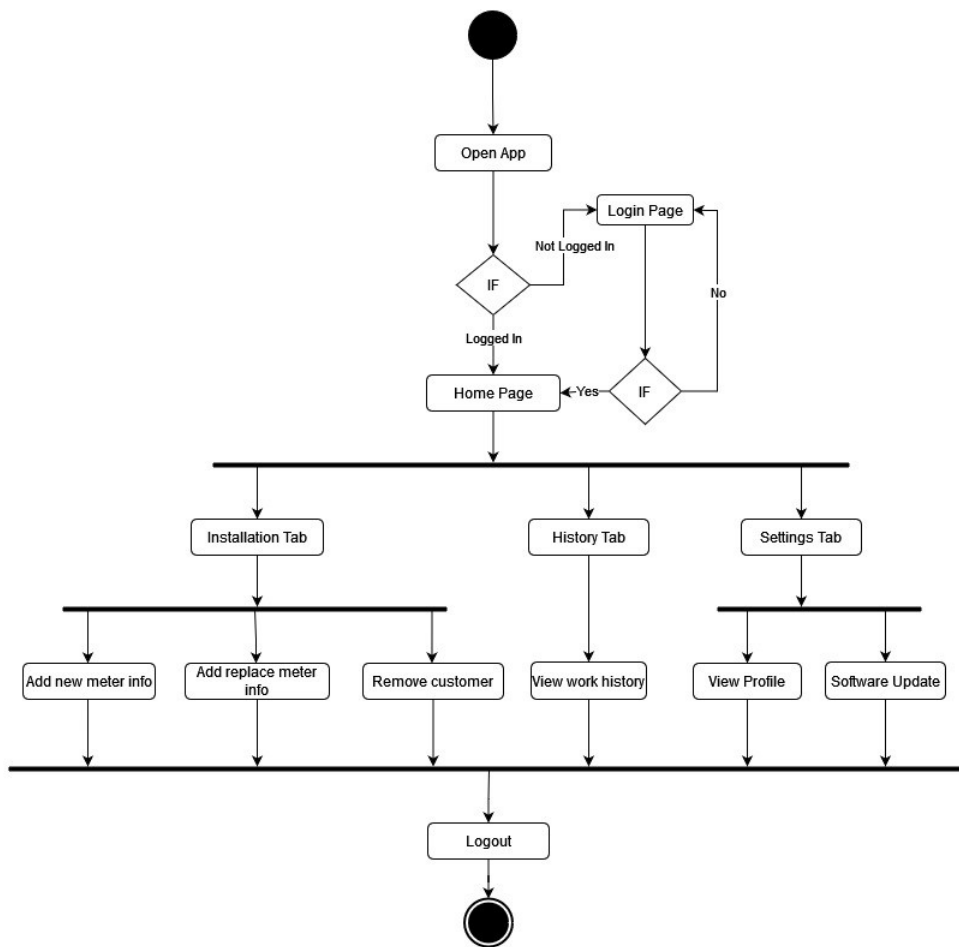 Open App
Login Page
Not Logged In
IF
No
Logged In
Home Page
Yes
IF
Installation Tab
History Tab
Settings Tab
Add new meter info
Add replace meter
info
Remove customer
View work history
View Profile
Software Update
Logout